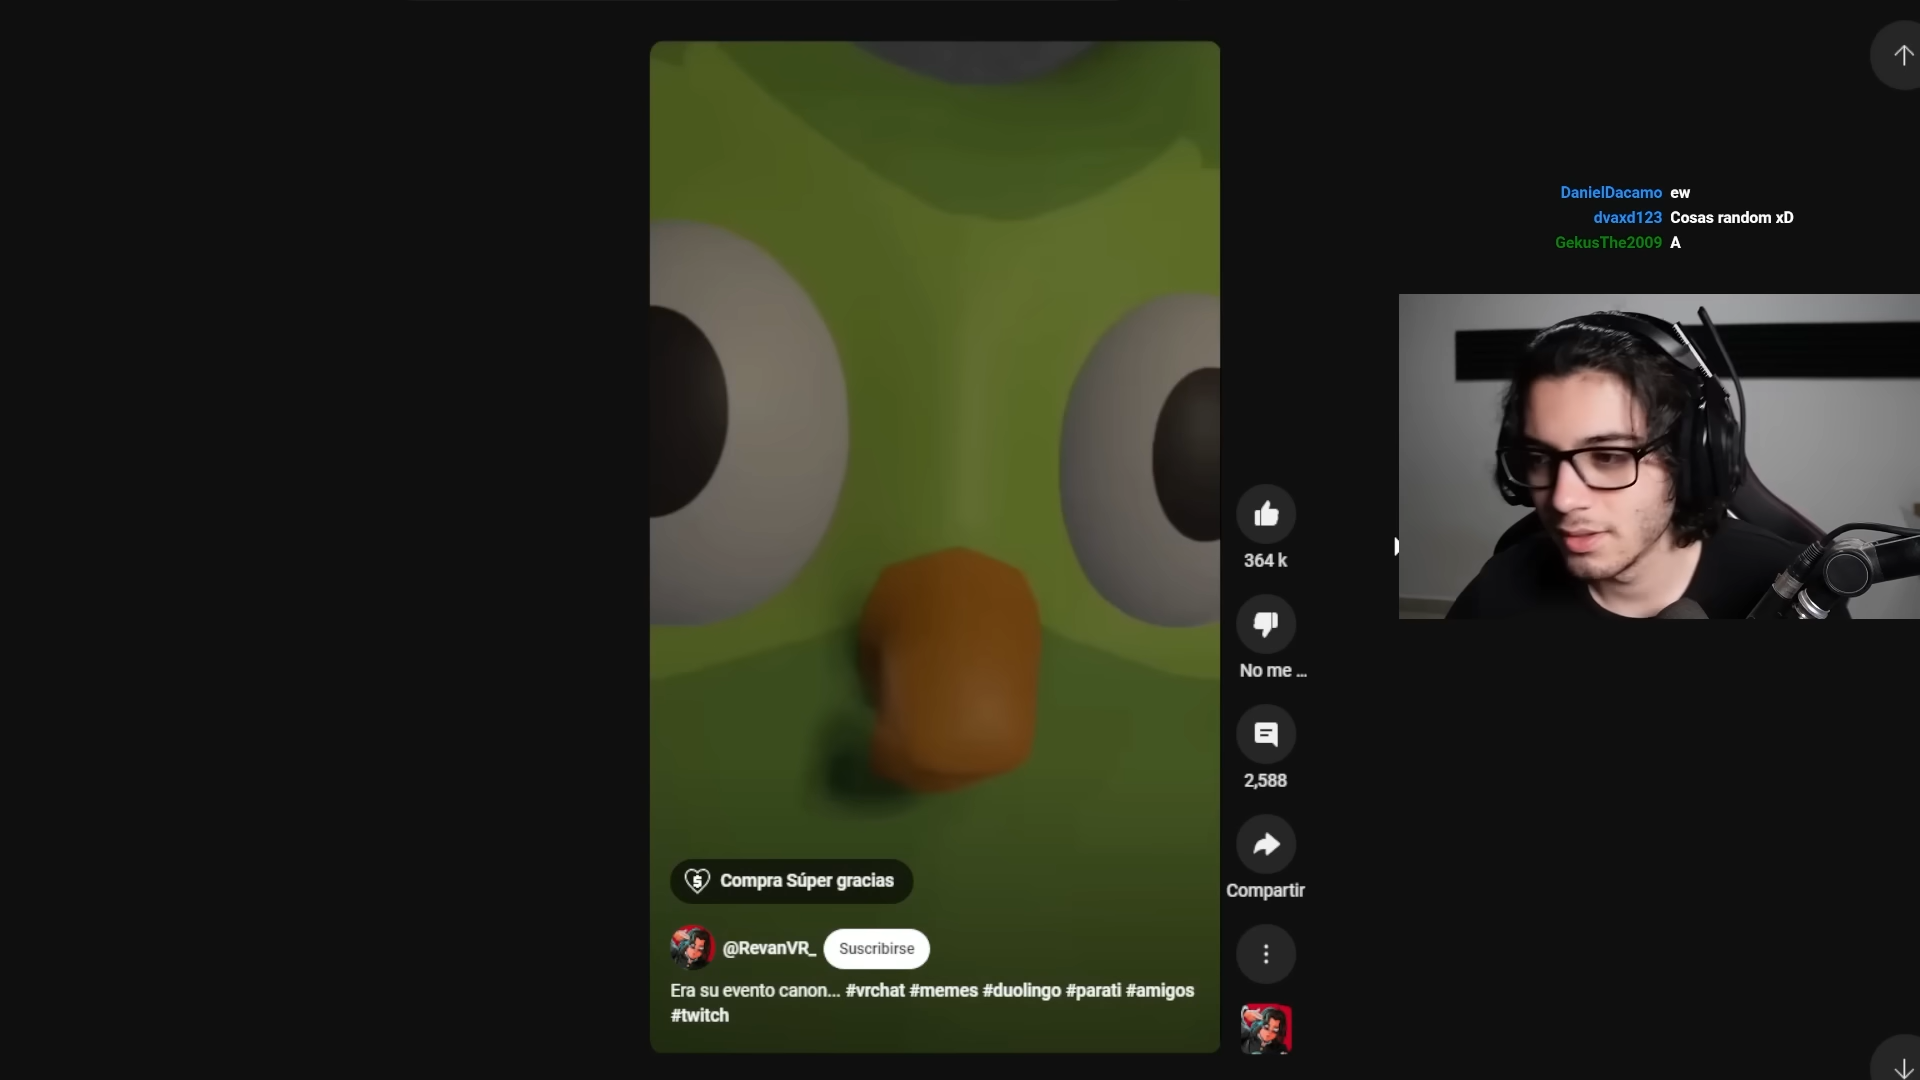 DanielDacamo ew
dvaxd123 Cosas random xD
GekusThe2009 A
364 k
No me ...
2,588
Compartir
Compra Súper gracias
@RevanVR_ Suscribirse
Era su evento canon... #vrchat #memes #duolingo #parati #amigos
#twitch